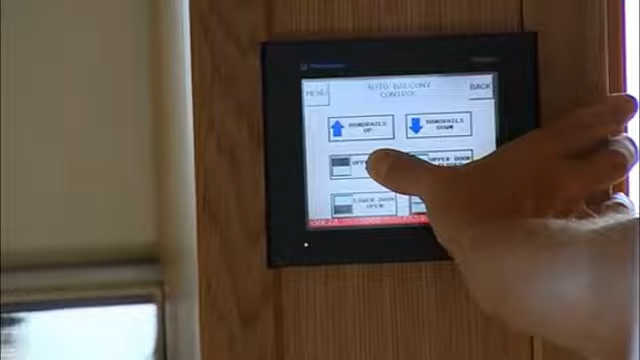 MENU
AUTO BALCONY
CONTROL
BACK
HANDRAILS
UP
HANDRAILS
DOWN
UPPER DOOR
LOWER DOOR
OPEN